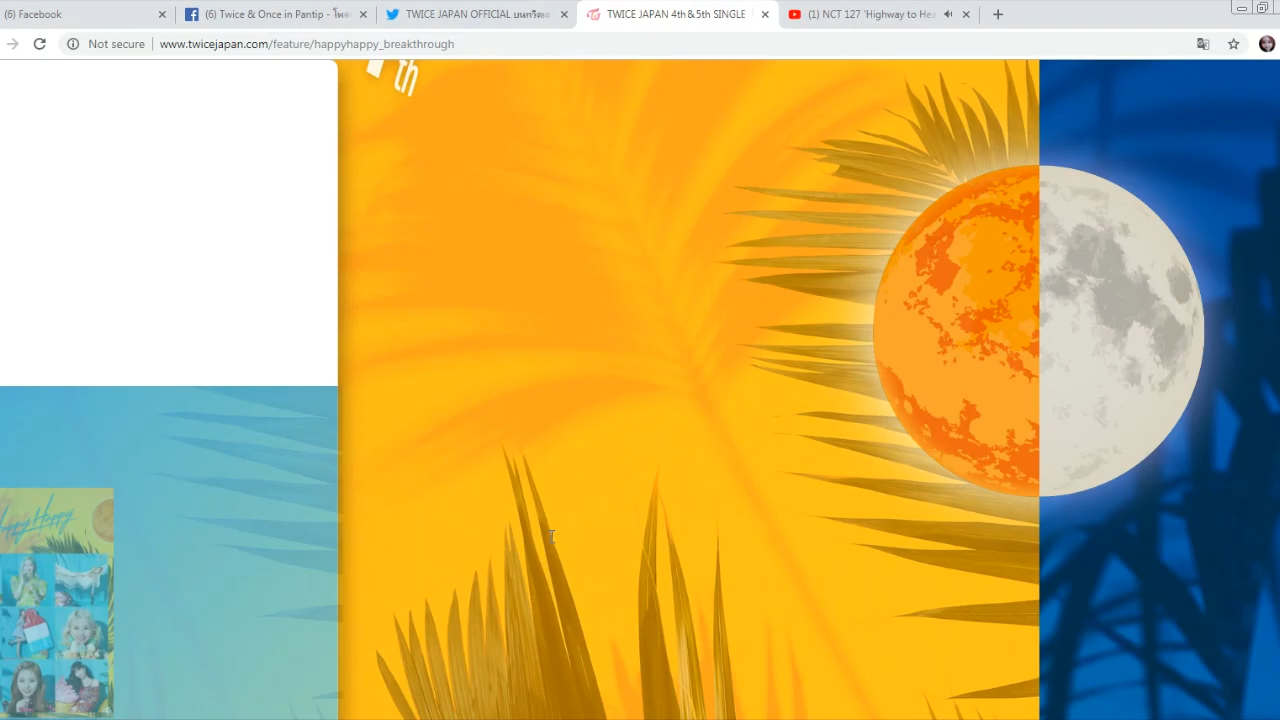 (6) Facebook
(6) Twice & Once in Pantip - โพส
TWICE JAPAN OFFICIAL บนทวิตเต
TWICE JAPAN 4th&5th SINGLE
(1) NCT 127 'Highway to Hea
Not secure
www.twicejapan.com/feature/happyhappy_breakthrough
th
Happy Happy